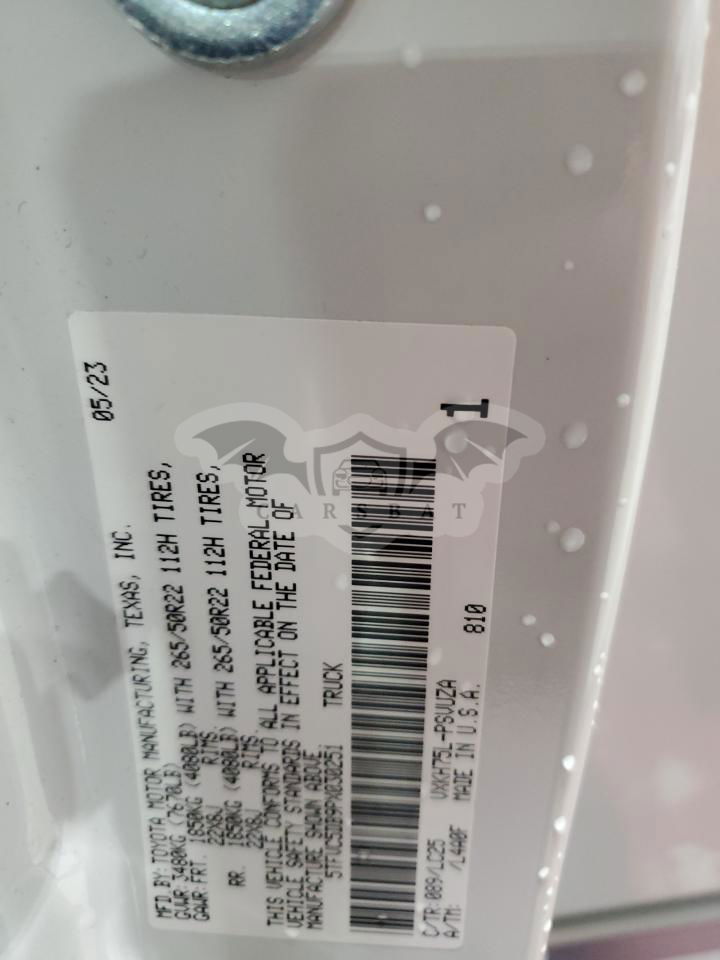 MFD BY: TOYOTA MOTOR MANUFACTURING, TEXAS, INC. 05/23
GVWR: 3480KG (7670LB)
GAWR: FRT. 1850KG (4080LB) WITH 265/50R22 112H TIRES,
22X8J RIMS
RR. 1850KG (4080LB) WITH 265/50R22 112H TIRES,
22X8J RIMS
THIS VEHICLE CONFORMS TO ALL APPLICABLE FEDERAL MOTOR
VEHICLE SAFETY STANDARDS IN EFFECT ON THE DATE OF
MANUFACTURE SHOWN ABOVE.
TRUCK
1
C/TR: 089/LC25 VXKH75L-PSVUZA 810
A/TM: /L4A0F MADE IN U.S.A.
CARSBAT